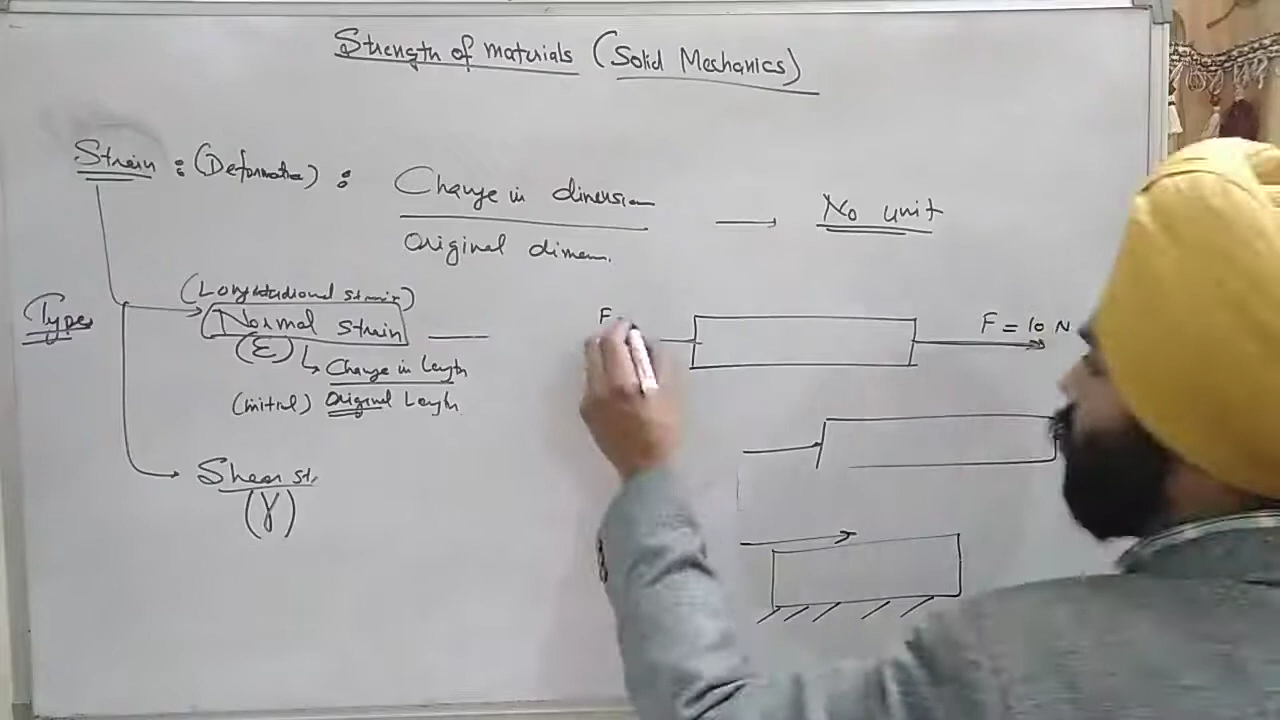 Strength of materials (Solid Mechanics)
Strain : (Deformation) : Change in dimension
Original dimen. → No unit
Types
(Longitudional strain)
Normal strain
(ε) ↳ Change in Length
(initial) Original Length
F = 10 N
F =
Shear st.
(γ)